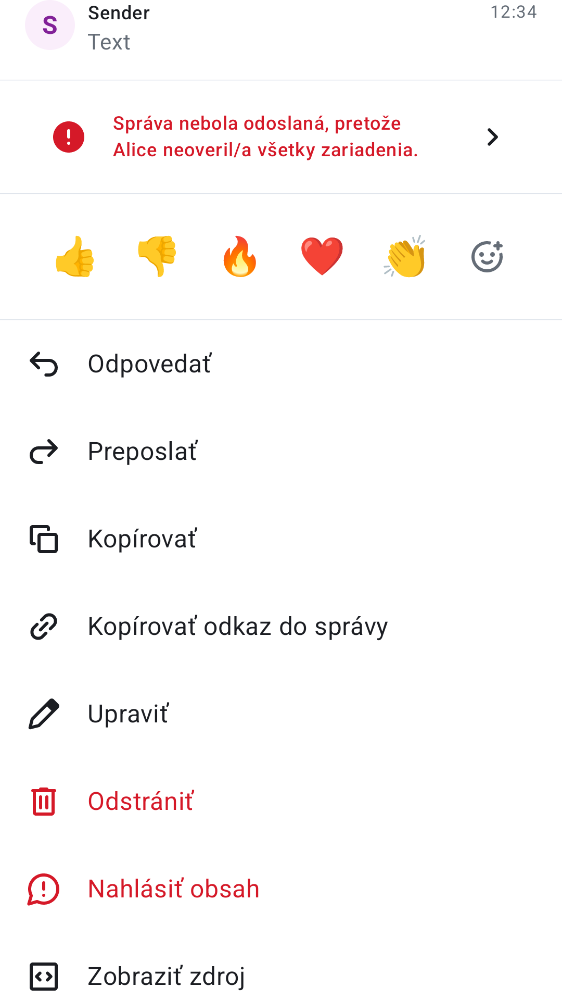 S
Sender
12:34
Text
Správa nebola odoslaná, pretože
Alice neoveril/a všetky zariadenia.
Odpovedať
Preposlať
Kopírovať
Kopírovať odkaz do správy
Upraviť
Odstrániť
Nahlásiť obsah
Zobraziť zdroj